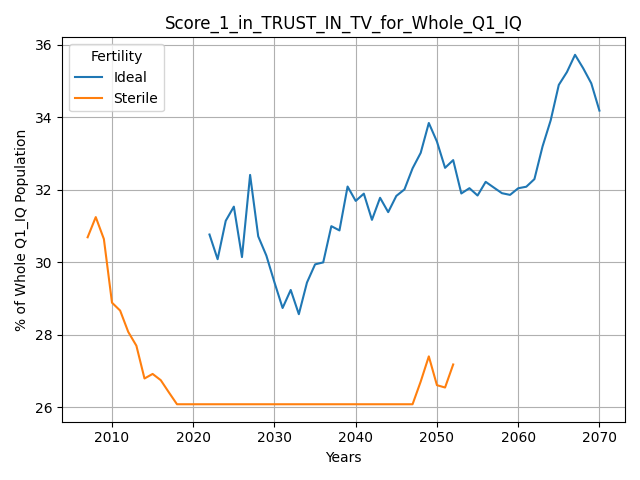 Score_1_in_TRUST_IN_TV_for_Whole_Q1_IQ
Fertility
Ideal
Sterile
% of Whole Q1_IQ Population
36
34
32
30
28
26
2010 2020 2030 2040 2050 2060 2070
Years